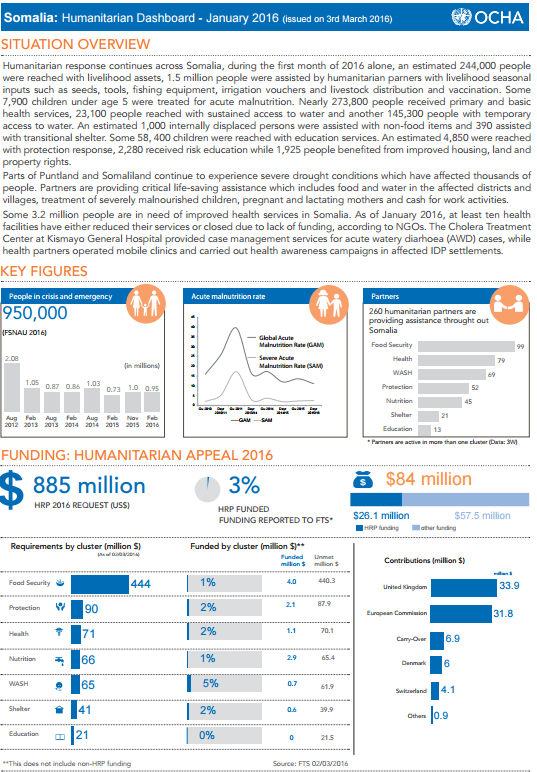 Somalia: Humanitarian Dashboard - January 2016 (issued on 3rd March 2016)
OCHA
SITUATION OVERVIEW
Humanitarian response continues across Somalia, during the first month of 2016 alone, an estimated 244,000 people
were reached with livelihood assets, 1.5 million people were assisted by humanitarian parners with livelihood seasonal
inputs such as seeds, tools, fishing equipment, irrigation vouchers and livestock distribution and vaccination. Some
7,900 children under age 5 were treated for acute malnutrition. Nearly 273,800 people received primary and basic
health services, 23,100 people reached with sustained access to water and another 145,300 people with temporary
access to water. An estimated 1,000 internally displaced persons were assisted with non-food items and 390 assisted
with transitional shelter. Some 58, 400 children were reached with education services. An estimated 4,850 were reached
with protection response, 2,280 received risk education while 1,925 people benefited from improved housing, land and
property rights.
Parts of Puntland and Somaliland continue to experience severe drought conditions which have affected thousands of
people. Partners are providing critical life-saving assistance which includes food and water in the affected districts and
villages, treatment of severely malnourished children, pregnant and lactating mothers and cash for work activities.
Some 3.2 million people are in need of improved health services in Somalia. As of January 2016, at least ten health
facilities have either reduced their services or closed due to lack of funding, according to NGOs. The Cholera Treatment
Center at Kismayo General Hospital provided case management services for acute watery diarhoea (AWD) cases, while
health partners operated mobile clinics and carried out health awareness campaigns in affected IDP settlements.
KEY FIGURES
People in crisis and emergency
950,000
(FSNAU 2016)
(in millions)
2.08 1.05 0.87 0.86 1.03 0.73 1.0 0.95
Aug Feb Aug Feb Aug Feb Nov Feb
2012 2013 2013 2014 2014 2015 2015 2016
Acute malnutrition rate
Global Acute
Malnutrition Rate (GAM)
Severe Acute
Malnutrition Rate (SAM)
GAM SAM
Partners
260 humanitarian partners are
providing assistance throught out
Somalia
Food Security 99
Health 79
WASH 69
Protection 52
Nutrition 45
Shelter 21
Education 13
* Partners are active in more than one cluster (Data: 3W)
FUNDING: HUMANITARIAN APPEAL 2016
$ 885 million
HRP 2016 REQUEST (US$)
3%
HRP FUNDED
FUNDING REPORTED TO FTS*
$
$84 million
$26.1 million $57.5 million
HRP funding other funding
Requirements by cluster (million $)
(As of 02/03/2016)
Funded by cluster (million $)**
Funded
million $
Unmet
million $
Food Security 444 1% 4.0 440.3
Protection 90 2% 2.1 87.9
Health 71 2% 1.1 70.1
Nutrition 66 1% 2.9 65.4
WASH 65 5% 0.7 61.9
Shelter 41 2% 0.6 39.9
Education 21 0% 0 21.5
Contributions (million $)
million $
United Kingdom 33.9
European Commission 31.8
Carry-Over 6.9
Denmark 6
Switzerland 4.1
Others 0.9
**This does not include non-HRP funding
Source: FTS 02/03/2016